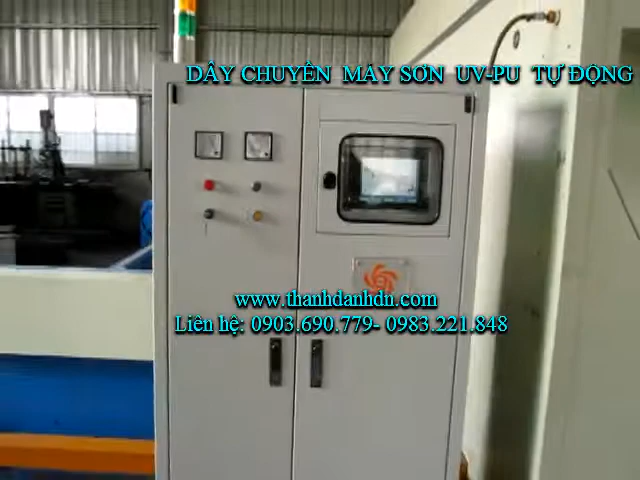 DÂY CHUYỀN MÁY SƠN UV-PU TỰ ĐỘNG
www.thanhdanhdn.com
Liên hệ: 0903.690.779- 0983.221.848